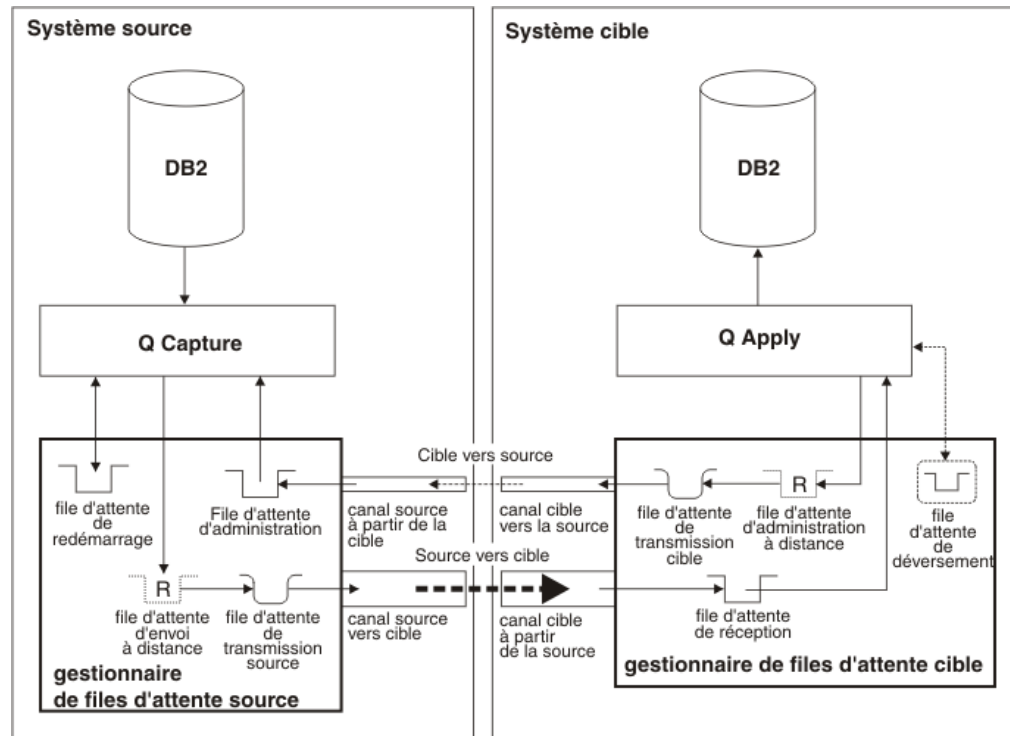 Système source
DB2
Q Capture
file d'attente
de
redémarrage
File d'attente
d'administration
R
file d'attente
d'envoi
à distance
file d'attente
de
transmission
source
gestionnaire
de files d'attente source
Cible vers source
canal source
à partir de la
cible
canal cible
vers la source
Source vers cible
canal source
vers cible
canal cible
à partir
de la source
Système cible
DB2
Q Apply
file d'attente
de
transmission
cible
R
file d'attente
d'administration
à distance
file
d'attente
de
déversement
file d'attente
de réception
gestionnaire de files d'attente cible